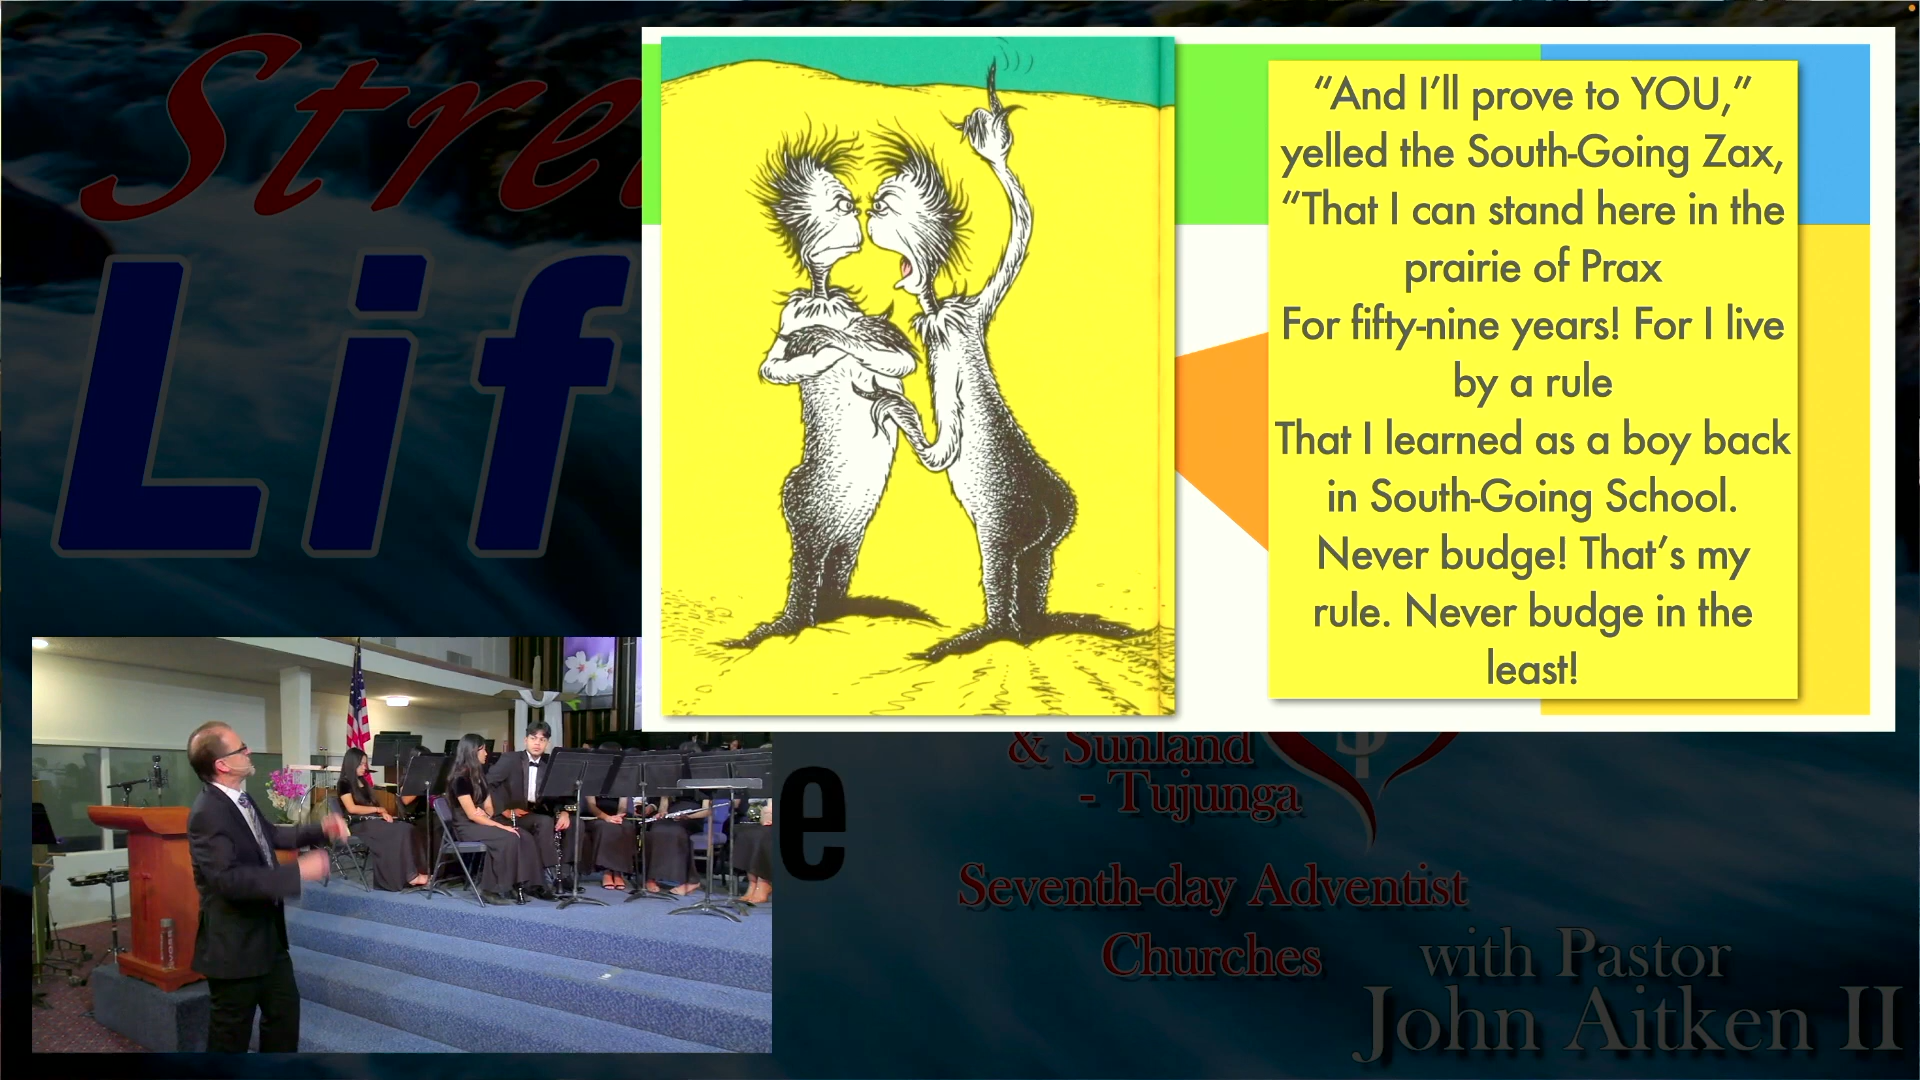 Stre
Lif
“And I’ll prove to YOU,”
yelled the South-Going Zax,
“That I can stand here in the
prairie of Prax
For fifty-nine years! For I live
by a rule
That I learned as a boy back
in South-Going School.
Never budge! That’s my
rule. Never budge in the
least!
e
& Sunland
- Tujunga
Seventh-day Adventist
Churches
with Pastor
John Aitken II